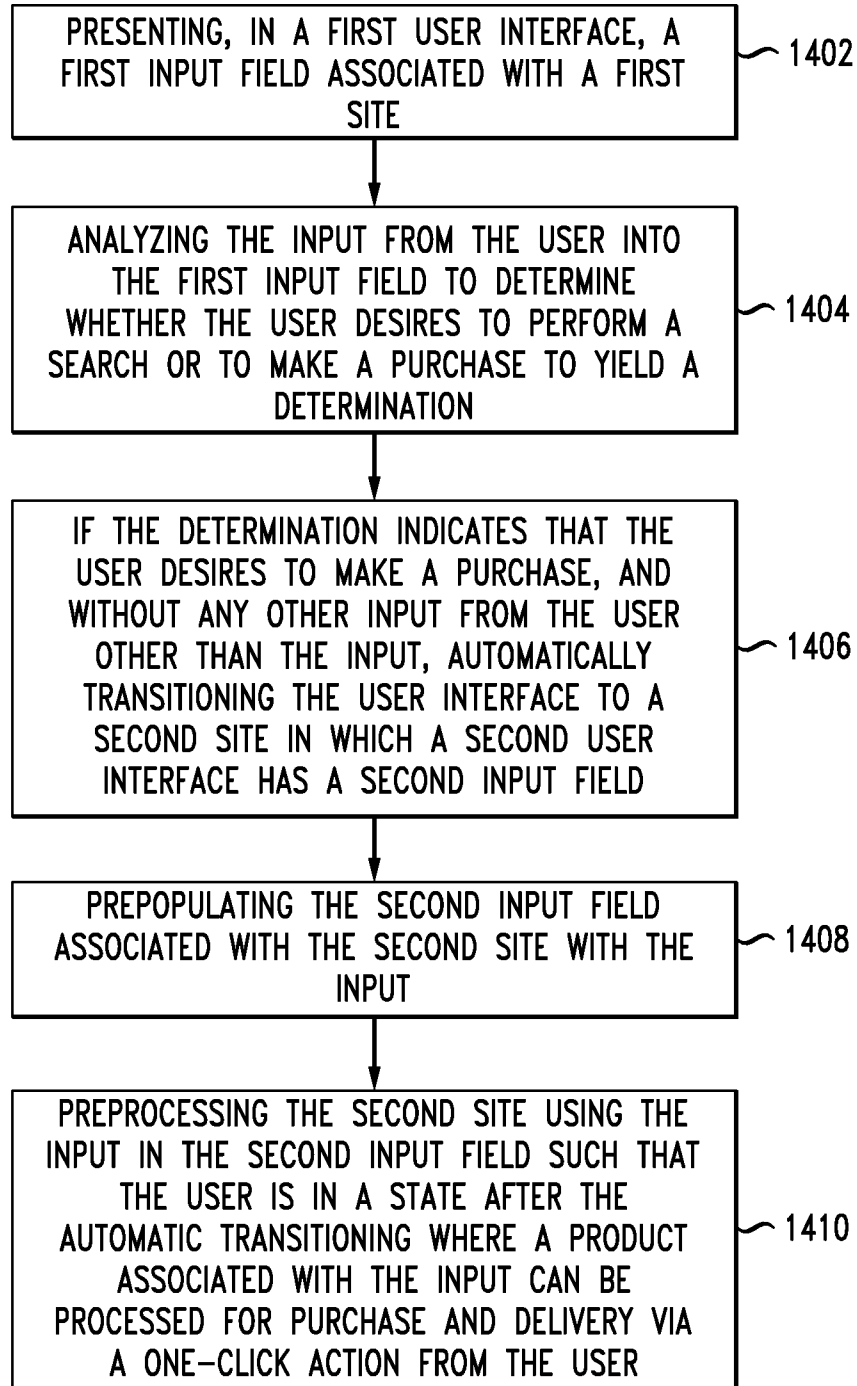 PRESENTING, IN A FIRST USER INTERFACE, A
FIRST INPUT FIELD ASSOCIATED WITH A FIRST
SITE
1402
ANALYZING THE INPUT FROM THE USER INTO
THE FIRST INPUT FIELD TO DETERMINE
WHETHER THE USER DESIRES TO PERFORM A
SEARCH OR TO MAKE A PURCHASE TO YIELD A
DETERMINATION
1404
IF THE DETERMINATION INDICATES THAT THE
USER DESIRES TO MAKE A PURCHASE, AND
WITHOUT ANY OTHER INPUT FROM THE USER
OTHER THAN THE INPUT, AUTOMATICALLY
TRANSITIONING THE USER INTERFACE TO A
SECOND SITE IN WHICH A SECOND USER
INTERFACE HAS A SECOND INPUT FIELD
1406
PREPOPULATING THE SECOND INPUT FIELD
ASSOCIATED WITH THE SECOND SITE WITH THE
INPUT
1408
PREPROCESSING THE SECOND SITE USING THE
INPUT IN THE SECOND INPUT FIELD SUCH THAT
THE USER IS IN A STATE AFTER THE
AUTOMATIC TRANSITIONING WHERE A PRODUCT
ASSOCIATED WITH THE INPUT CAN BE
PROCESSED FOR PURCHASE AND DELIVERY VIA
A ONE-CLICK ACTION FROM THE USER
1410